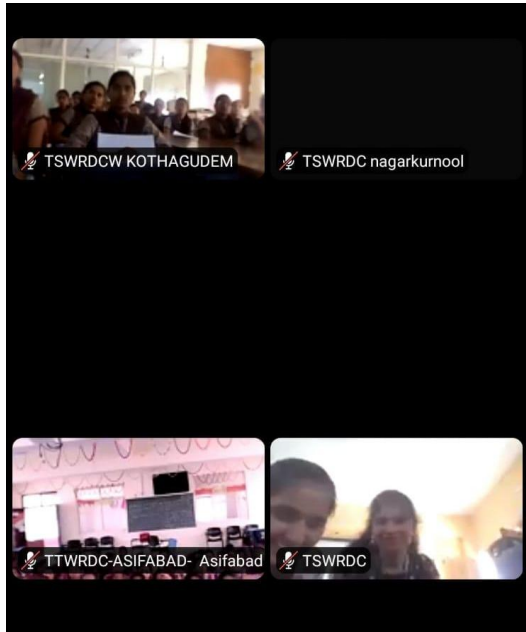 TSWRDCW KOTHAGUDEM
TSWRDC nagarkurnool
TTWRDC-ASIFABAD- Asifabad
TSWRDC